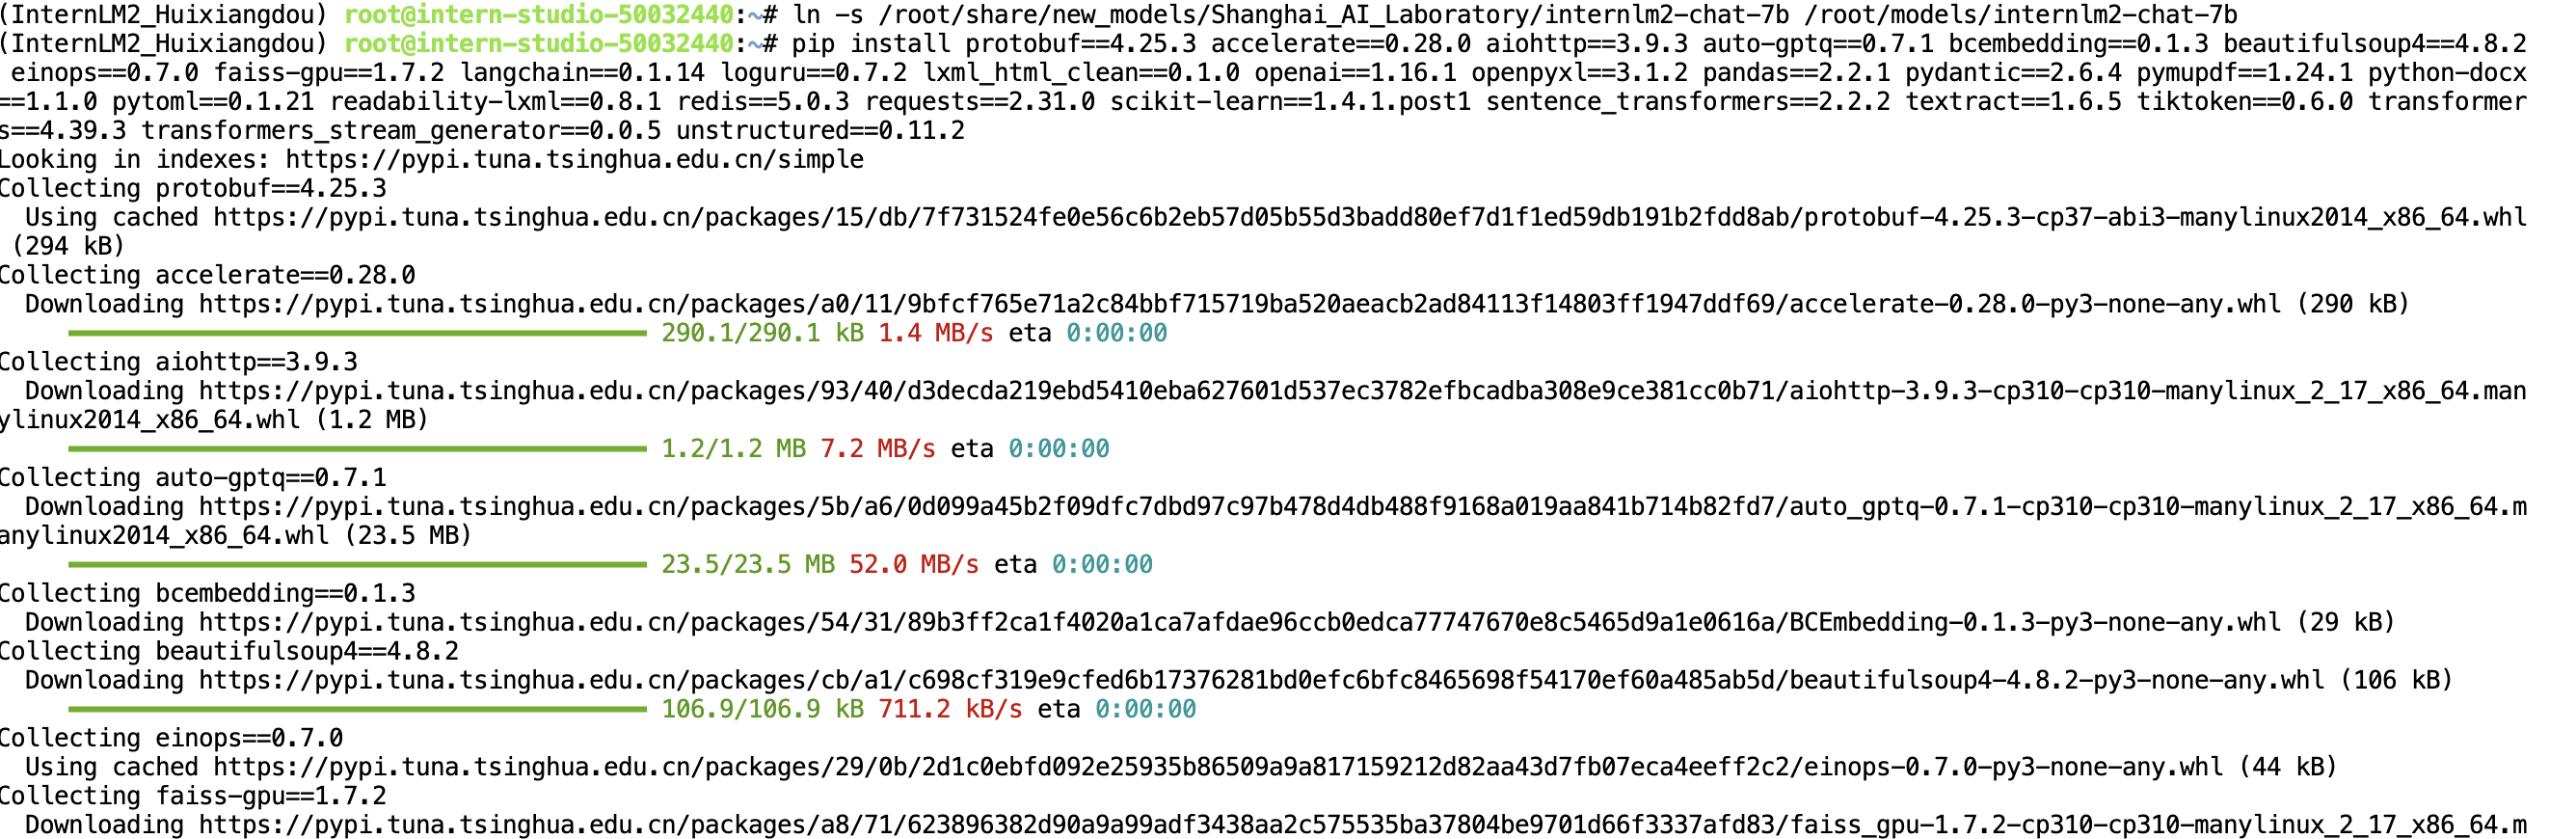 (InternLM2_Huixiangdou) root@intern-studio-50032440:~# ln -s /root/share/new_models/Shanghai_AI_Laboratory/internlm2-chat-7b /root/models/internlm2-chat-7b
(InternLM2_Huixiangdou) root@intern-studio-50032440:~# pip install protobuf==4.25.3 accelerate==0.28.0 aiohttp==3.9.3 auto-gptq==0.7.1 bcembedding==0.1.3 beautifulsoup4==4.8.2
einops==0.7.0 faiss-gpu==1.7.2 langchain==0.1.14 loguru==0.7.2 lxml_html_clean==0.1.0 openai==1.16.1 openpyxl==3.1.2 pandas==2.2.1 pydantic==2.6.4 pymupdf==1.24.1 python-docx
==1.1.0 pytoml==0.1.21 readability-lxml==0.8.1 redis==5.0.3 requests==2.31.0 scikit-learn==1.4.1.post1 sentence_transformers==2.2.2 textract==1.6.5 tiktoken==0.6.0 transformer
s==4.39.3 transformers_stream_generator==0.0.5 unstructured==0.11.2
Looking in indexes: https://pypi.tuna.tsinghua.edu.cn/simple
Collecting protobuf==4.25.3
Using cached https://pypi.tuna.tsinghua.edu.cn/packages/15/db/7f731524fe0e56c6b2eb57d05b55d3badd80ef7d1f1ed59db191b2fdd8ab/protobuf-4.25.3-cp37-abi3-manylinux2014_x86_64.whl
(294 kB)
Collecting accelerate==0.28.0
Downloading https://pypi.tuna.tsinghua.edu.cn/packages/a0/11/9bfcf765e71a2c84bbf715719ba520aeacb2ad84113f14803ff1947ddf69/accelerate-0.28.0-py3-none-any.whl (290 kB)
290.1/290.1 kB 1.4 MB/s eta 0:00:00
Collecting aiohttp==3.9.3
Downloading https://pypi.tuna.tsinghua.edu.cn/packages/93/40/d3decda219ebd5410eba627601d537ec3782efbcadba308e9ce381cc0b71/aiohttp-3.9.3-cp310-cp310-manylinux_2_17_x86_64.man
ylinux2014_x86_64.whl (1.2 MB)
1.2/1.2 MB 7.2 MB/s eta 0:00:00
Collecting auto-gptq==0.7.1
Downloading https://pypi.tuna.tsinghua.edu.cn/packages/5b/a6/0d099a45b2f09dfc7dbd97c97b478d4db488f9168a019aa841b714b82fd7/auto_gptq-0.7.1-cp310-cp310-manylinux_2_17_x86_64.m
anylinux2014_x86_64.whl (23.5 MB)
23.5/23.5 MB 52.0 MB/s eta 0:00:00
Collecting bcembedding==0.1.3
Downloading https://pypi.tuna.tsinghua.edu.cn/packages/54/31/89b3ff2ca1f4020a1ca7afdae96ccb0edca77747670e8c5465d9a1e0616a/BCEmbedding-0.1.3-py3-none-any.whl (29 kB)
Collecting beautifulsoup4==4.8.2
Downloading https://pypi.tuna.tsinghua.edu.cn/packages/cb/a1/c698cf319e9cfed6b17376281bd0efc6bfc8465698f54170ef60a485ab5d/beautifulsoup4-4.8.2-py3-none-any.whl (106 kB)
106.9/106.9 kB 711.2 kB/s eta 0:00:00
Collecting einops==0.7.0
Using cached https://pypi.tuna.tsinghua.edu.cn/packages/29/0b/2d1c0ebfd092e25935b86509a9a817159212d82aa43d7fb07eca4eeff2c2/einops-0.7.0-py3-none-any.whl (44 kB)
Collecting faiss-gpu==1.7.2
Downloading https://pypi.tuna.tsinghua.edu.cn/packages/a8/71/623896382d90a9a99adf3438aa2c575535ba37804be9701d66f3337afd83/faiss_gpu-1.7.2-cp310-cp310-manylinux_2_17_x86_64.m